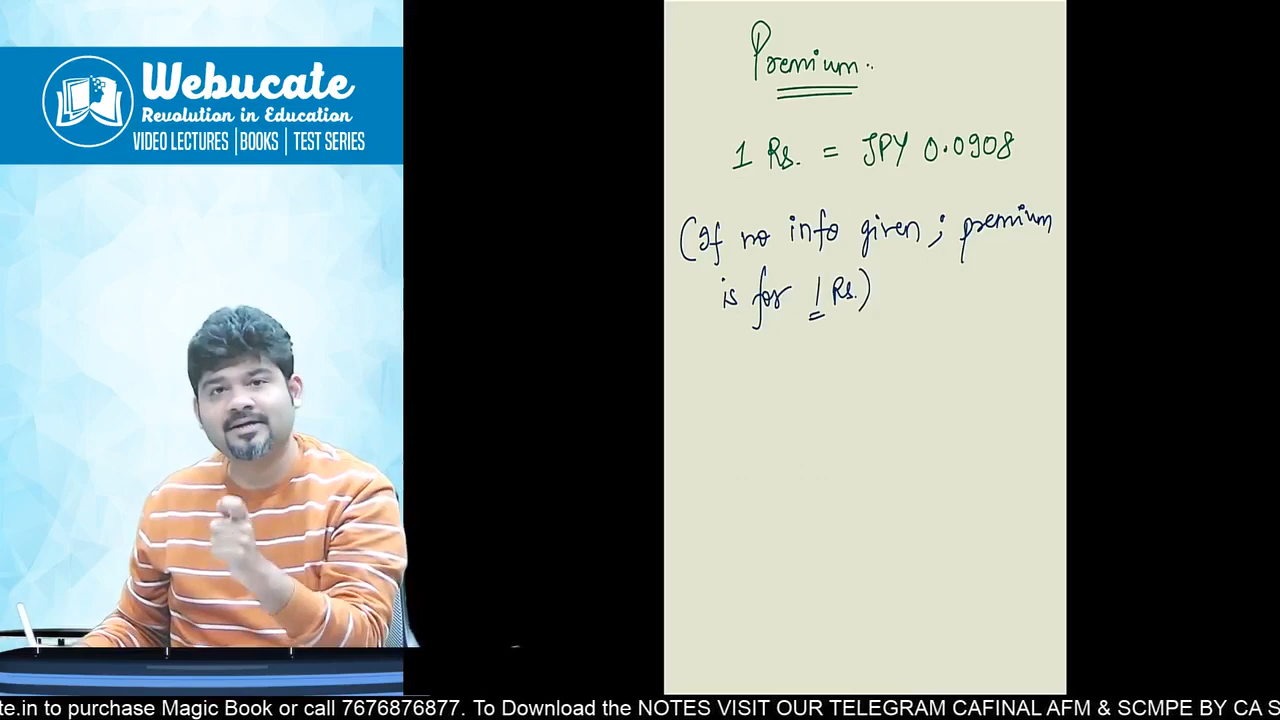 Webucate
Revolution in Education
VIDEO LECTURES | BOOKS | TEST SERIES
Premium..
1 Rs. = JPY 0.0908
(If no info given; premium
is for 1 Rs.)
te.in to purchase Magic Book or call 7676876877. To Download the NOTES VISIT OUR TELEGRAM CAFINAL AFM & SCMPE BY CA S